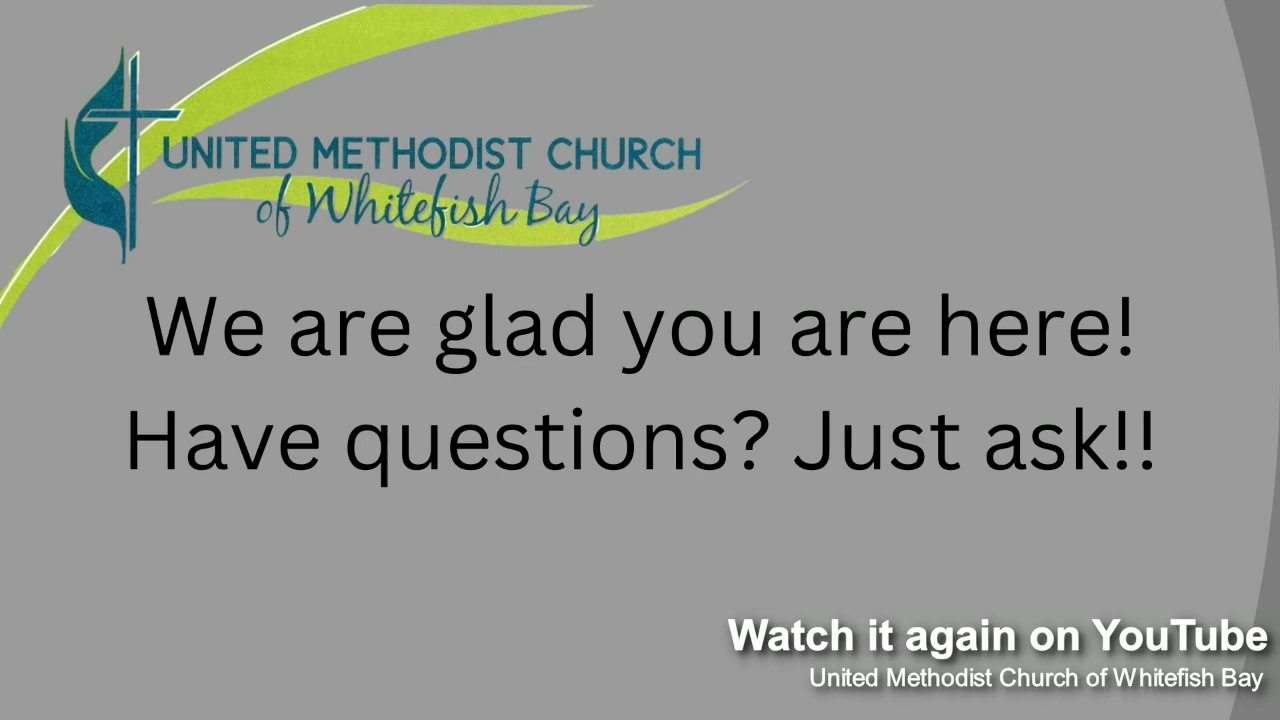 UNITED METHODIST CHURCH
of Whitefish Bay
We are glad you are here!
Have questions? Just ask!!
Watch it again on YouTube
United Methodist Church of Whitefish Bay